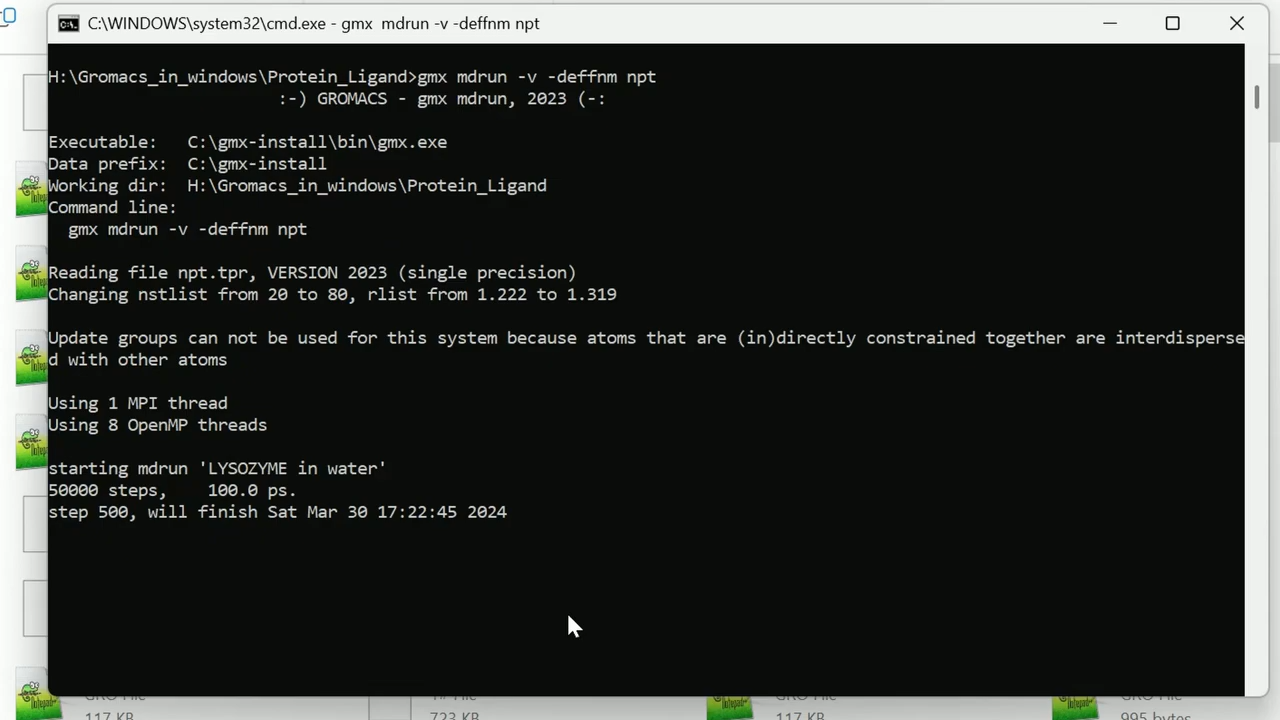 C:\WINDOWS\system32\cmd.exe - gmx  mdrun -v -deffnm npt
H:\Gromacs_in_windows\Protein_Ligand>gmx mdrun -v -deffnm npt
:-) GROMACS - gmx mdrun, 2023 (-:
Executable:   C:\gmx-install\bin\gmx.exe
Data prefix:  C:\gmx-install
Working dir:  H:\Gromacs_in_windows\Protein_Ligand
Command line:
gmx mdrun -v -deffnm npt
Reading file npt.tpr, VERSION 2023 (single precision)
Changing nstlist from 20 to 80, rlist from 1.222 to 1.319
Update groups can not be used for this system because atoms that are (in)directly constrained together are interdisperse
d with other atoms
Using 1 MPI thread
Using 8 OpenMP threads
starting mdrun 'LYSOZYME in water'
50000 steps,    100.0 ps.
step 500, will finish Sat Mar 30 17:22:45 2024
117 KB 723 KB 117 KB 995 bytes